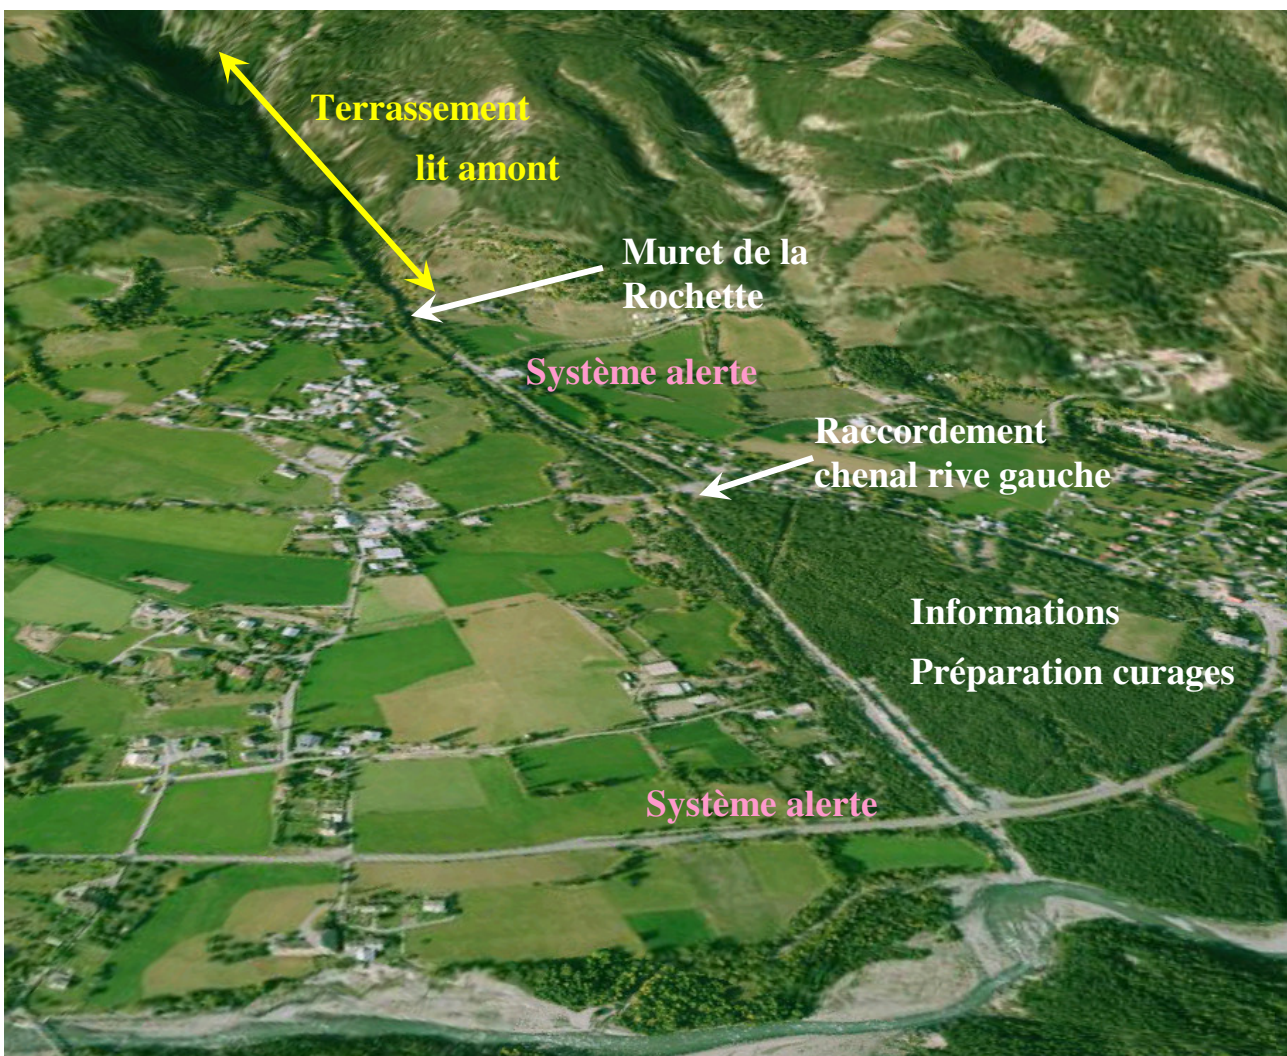 Terrassement
lit amont
Muret de la
Rochette
Système alerte
Raccordement
chenal rive gauche
Informations
Préparation curages
Système alerte